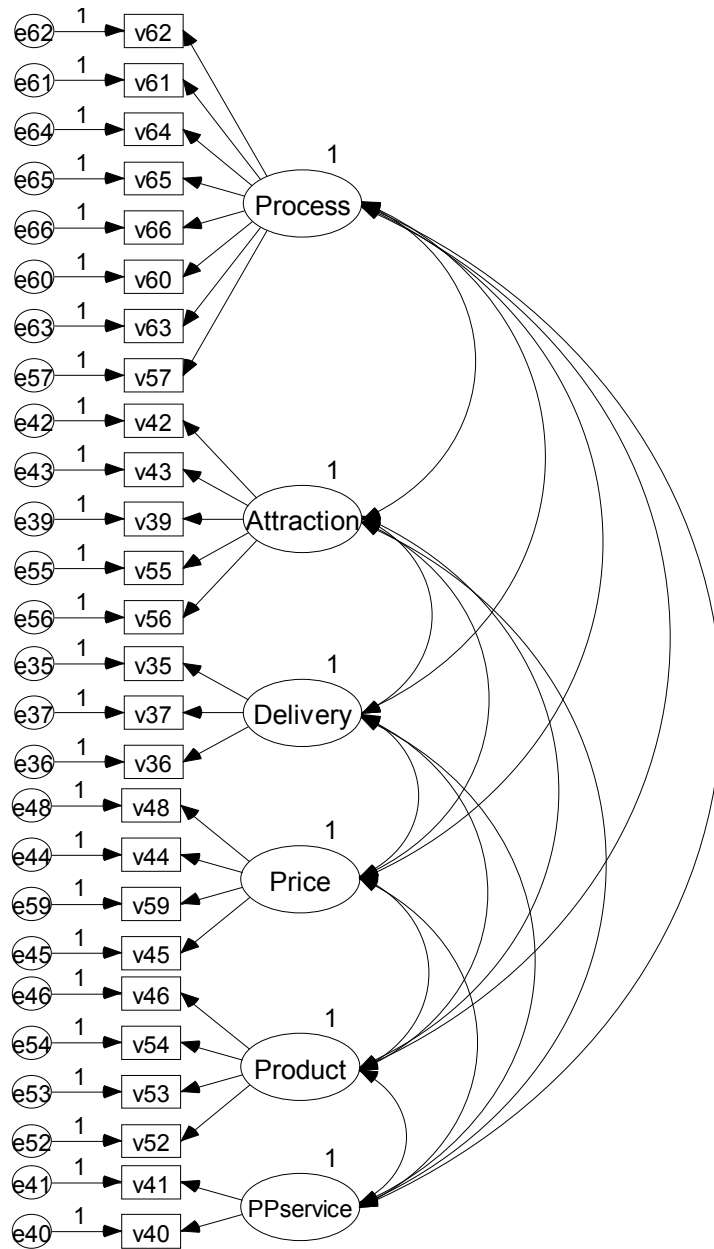 e62 1 v62
e61 1 v61
e64 1 v64
1
e65 1 v65
Process
e66 1 v66
e60 1 v60
e63 1 v63
e57 1 v57
e42 1 v42
e43 1 v43
1
e39 1 v39
Attraction
e55 1 v55
e56 1 v56
e35 1 v35
1
e37 1 v37
Delivery
e36 1 v36
e48 1 v48
1
e44 1 v44
Price
e59 1 v59
e45 1 v45
e46 1 v46
1
e54 1 v54
Product
e53 1 v53
e52 1 v52
1
e41 1 v41
PPservice
e40 1 v40